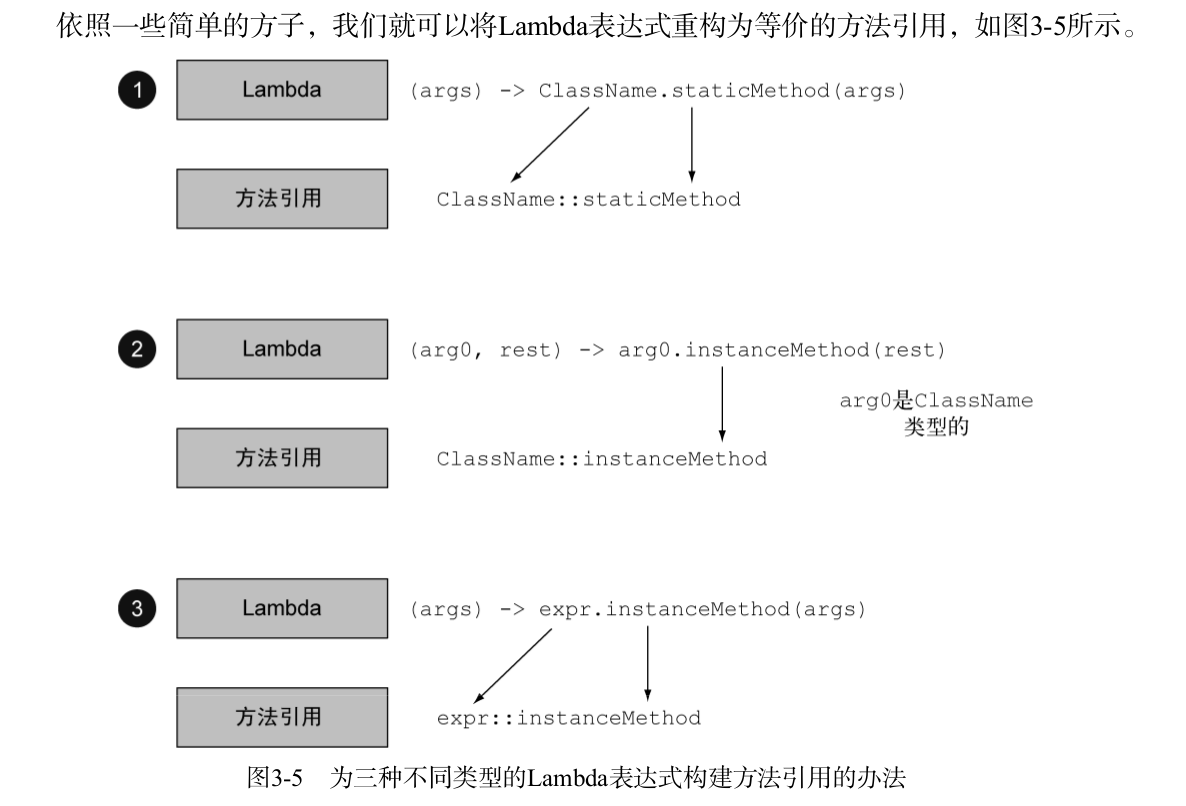 依照一些简单的方子，我们就可以将Lambda表达式重构为等价的方法引用，如图3-5所示。
1 Lambda (args) -> ClassName.staticMethod(args)
方法引用 ClassName::staticMethod
2 Lambda (arg0, rest) -> arg0.instanceMethod(rest)
arg0是ClassName
类型的
方法引用 ClassName::instanceMethod
3 Lambda (args) -> expr.instanceMethod(args)
方法引用 expr::instanceMethod
图3-5 为三种不同类型的Lambda表达式构建方法引用的办法